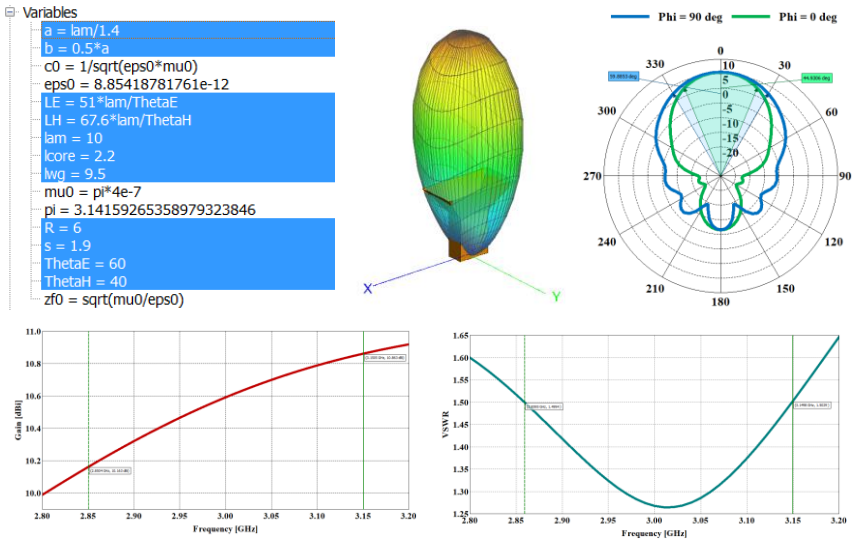 Variables
a = lam/1.4
b = 0.5*a
c0 = 1/sqrt(eps0*mu0)
eps0 = 8.85418781761e-12
LE = 51*lam/ThetaE
LH = 67.6*lam/ThetaH
lam = 10
lcore = 2.2
lwg = 9.5
mu0 = pi*4e-7
pi = 3.14159265358979323846
R = 6
s = 1.9
ThetaE = 60
ThetaH = 40
zf0 = sqrt(mu0/eps0)
X
Y
Phi = 90 deg
Phi = 0 deg
0
30
60
90
120
150
180
210
240
270
300
330
10
5
0
-5
-10
-15
-20
11.0
10.8
10.6
10.4
10.2
10.0
Gain [dBi]
2.80 2.85 2.90 2.95 3.00 3.05 3.10 3.15 3.20
Frequency [GHz]
1.65
1.60
1.55
1.50
1.45
1.40
1.35
1.30
1.25
VSWR
2.80 2.85 2.90 2.95 3.00 3.05 3.10 3.15 3.20
Frequency [GHz]